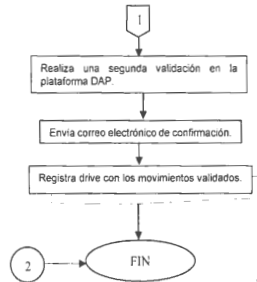 1
Realiza una segunda validación en la
plataforma DAP.
Envía correo electrónico de confirmación.
Registra drive con los movimientos validados.
2
FIN